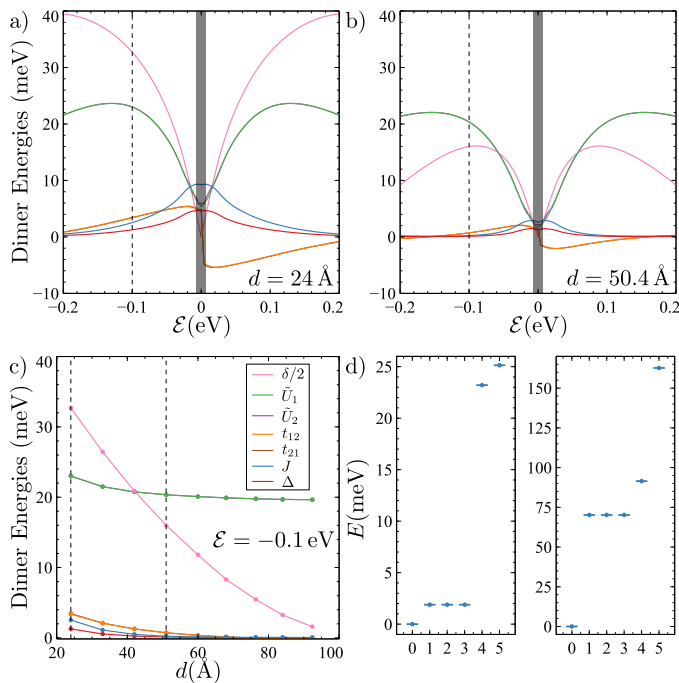 a)
b)
Dimer Energies (meV)
40
30
20
10
0
−10
−0.2
−0.1
0
0.1
0.2
ℰ(eV)
d = 24 Å
Dimer Energies (meV)
40
30
20
10
0
−10
−0.2
−0.1
0
0.1
0.2
ℰ(eV)
d = 50.4 Å
c)
d)
Dimer Energies (meV)
40
30
20
10
0
20
40
60
80
100
d(Å)
δ/2
Ũ₁
Ũ₂
t₁₂
t₂₁
J
Δ
ℰ = −0.1 eV
E(meV)
25
20
15
10
5
0
0 1 2 3 4 5
150
125
100
75
50
25
0
0 1 2 3 4 5